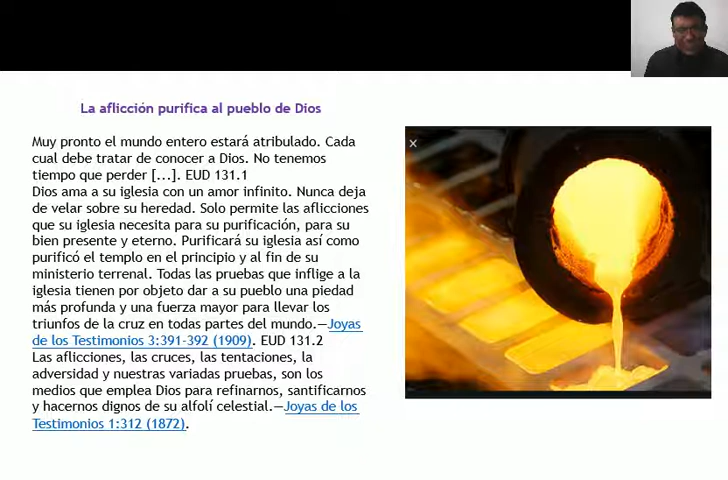 La aflicción purifica al pueblo de Dios
Muy pronto el mundo entero estará atribulado. Cada
cual debe tratar de conocer a Dios. No tenemos
tiempo que perder [...]. EUD 131.1
Dios ama a su iglesia con un amor infinito. Nunca deja
de velar sobre su heredad. Solo permite las aflicciones
que su iglesia necesita para su purificación, para su
bien presente y eterno. Purificará su iglesia así como
purificó el templo en el principio y al fin de su
ministerio terrenal. Todas las pruebas que inflige a la
iglesia tienen por objeto dar a su pueblo una piedad
más profunda y una fuerza mayor para llevar los
triunfos de la cruz en todas partes del mundo.—Joyas
de los Testimonios 3:391-392 (1909). EUD 131.2
Las aflicciones, las cruces, las tentaciones, la
adversidad y nuestras variadas pruebas, son los
medios que emplea Dios para refinarnos, santificarnos
y hacernos dignos de su alfolí celestial.—Joyas de los
Testimonios 1:312 (1872).